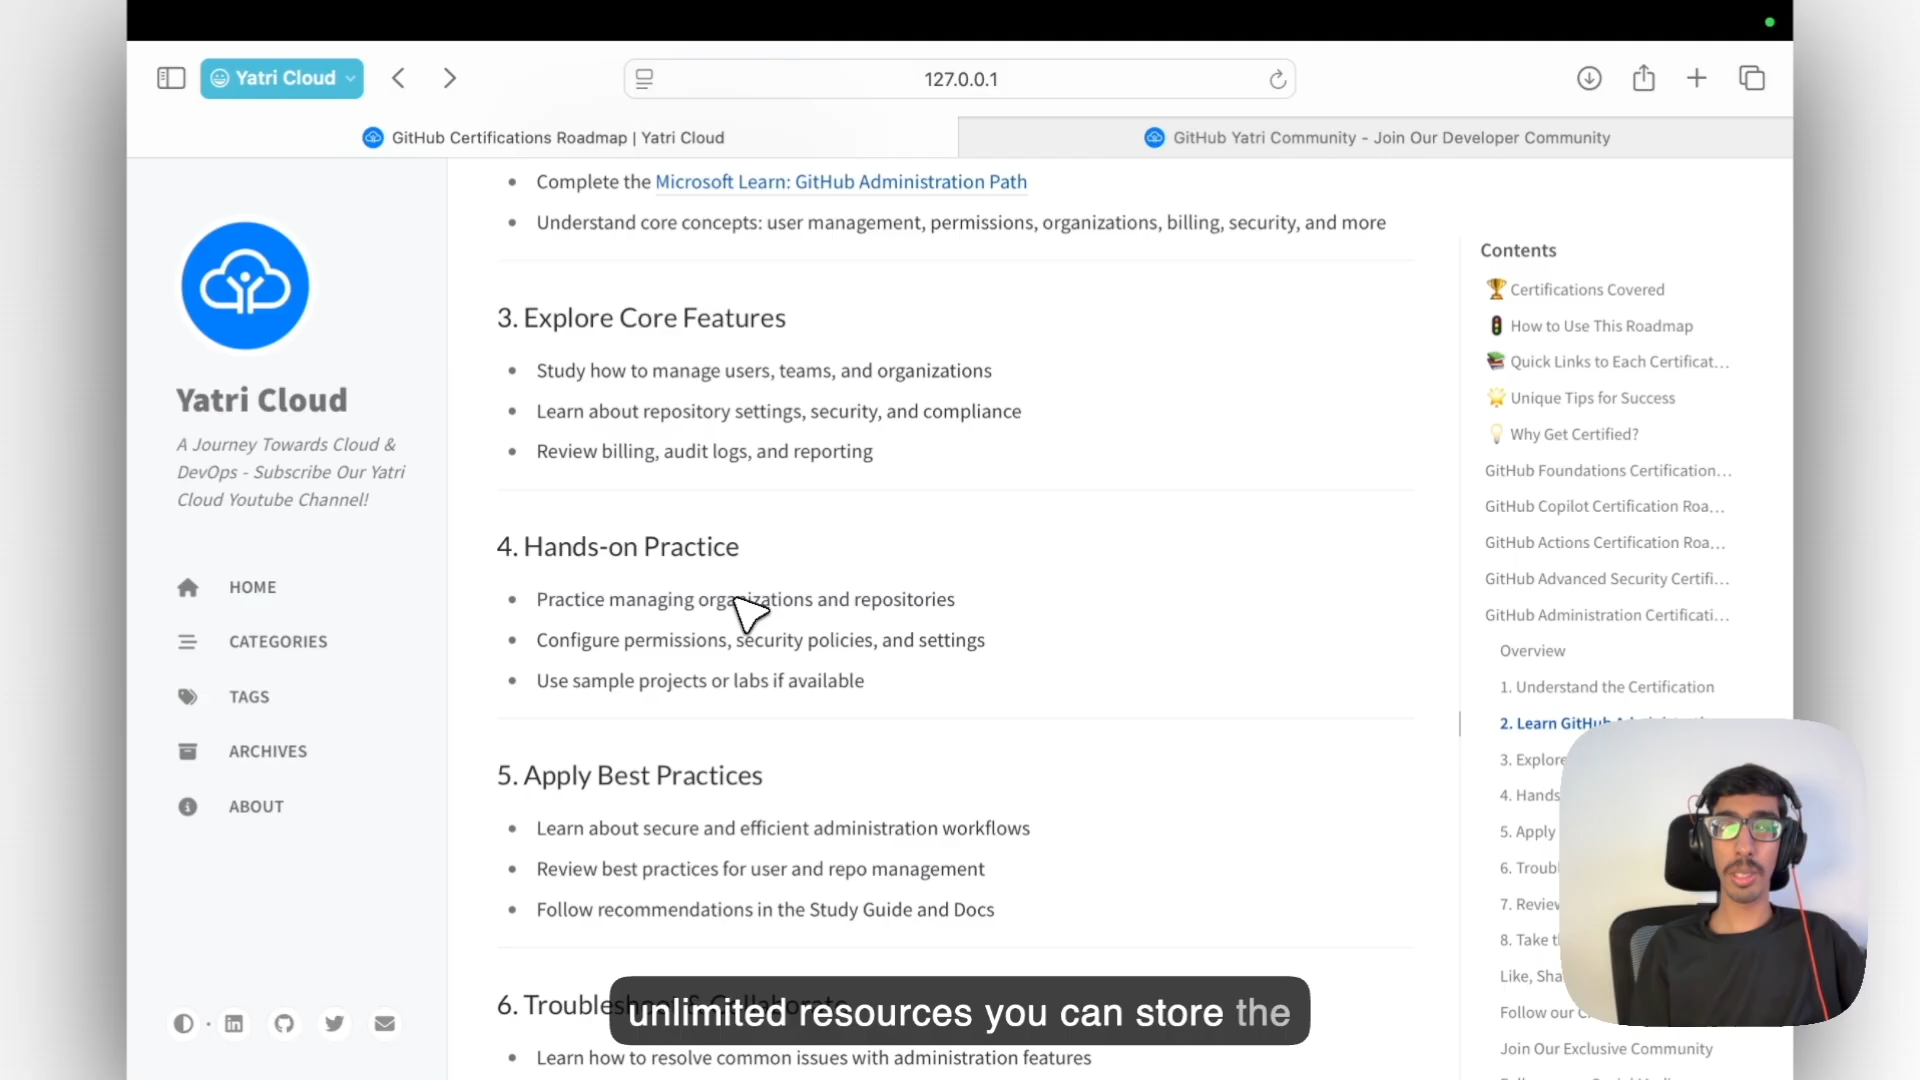 Yatri Cloud
127.0.0.1
GitHub Certifications Roadmap | Yatri Cloud
GitHub Yatri Community - Join Our Developer Community
Yatri Cloud
A Journey Towards Cloud &
DevOps - Subscribe Our Yatri
Cloud Youtube Channel!
HOME
CATEGORIES
TAGS
ARCHIVES
ABOUT
Complete the Microsoft Learn: GitHub Administration Path
Understand core concepts: user management, permissions, organizations, billing, security, and more
3. Explore Core Features
Study how to manage users, teams, and organizations
Learn about repository settings, security, and compliance
Review billing, audit logs, and reporting
4. Hands-on Practice
Practice managing organizations and repositories
Configure permissions, security policies, and settings
Use sample projects or labs if available
5. Apply Best Practices
Learn about secure and efficient administration workflows
Review best practices for user and repo management
Follow recommendations in the Study Guide and Docs
6. Troubleshoot & Collaborate
unlimited resources you can store the
Learn how to resolve common issues with administration features
Contents
🏆 Certifications Covered
🚦 How to Use This Roadmap
📚 Quick Links to Each Certificat...
🌟 Unique Tips for Success
💡 Why Get Certified?
GitHub Foundations Certification...
GitHub Copilot Certification Roa...
GitHub Actions Certification Roa...
GitHub Advanced Security Certifi...
GitHub Administration Certificati...
Overview
1. Understand the Certification
2. Learn GitHub
3. Explore
4. Hands
5. Apply
6. Troubl
7. Review
8. Take t
Like, Sha
Follow our C
Join Our Exclusive Community